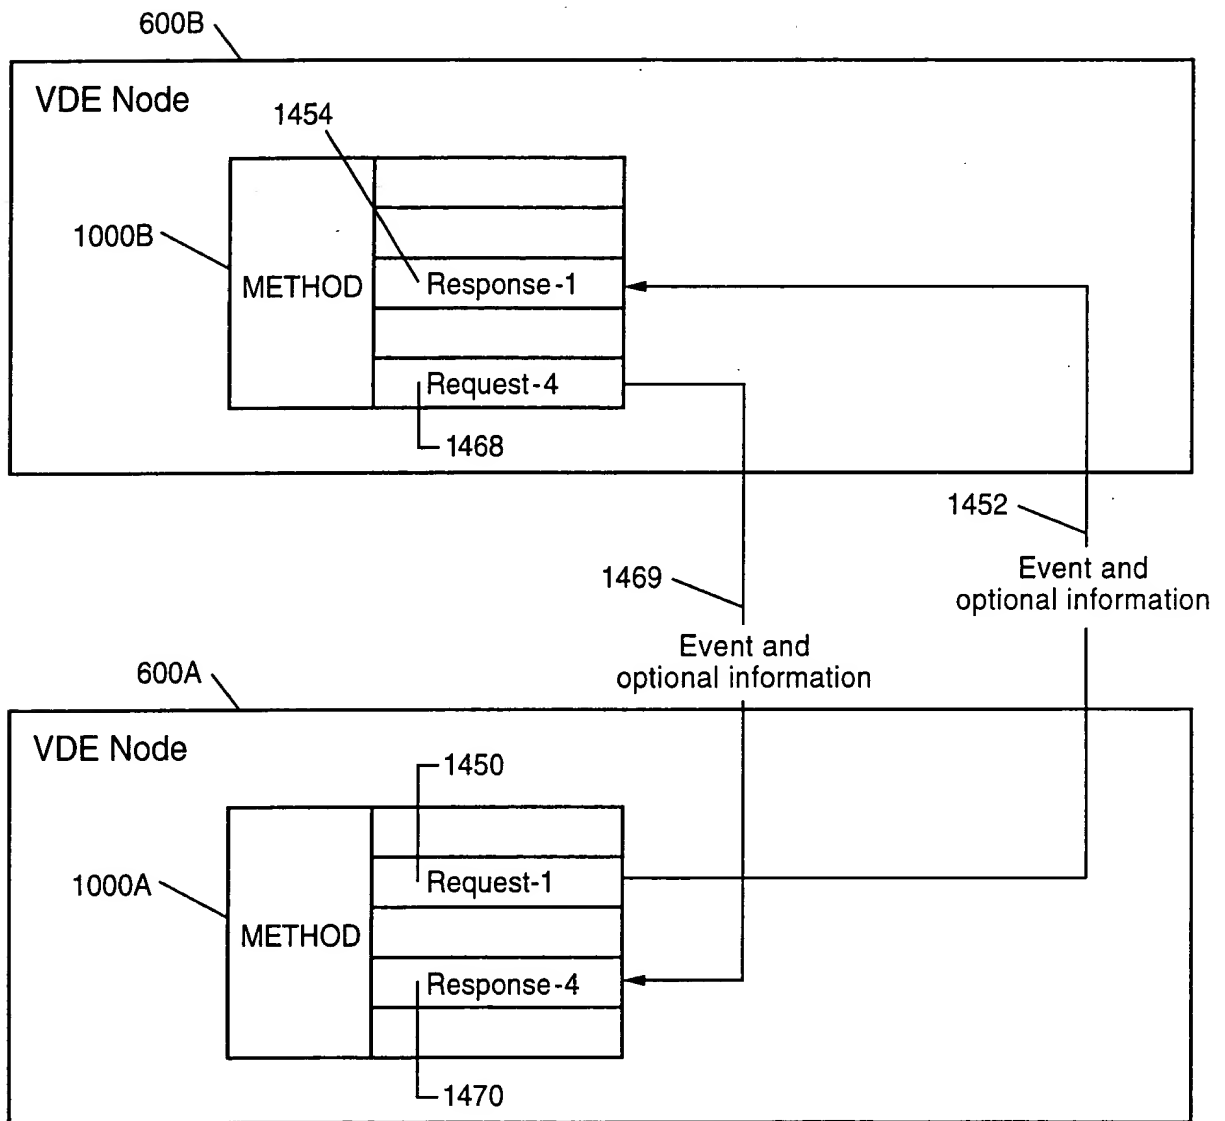 600B
VDE Node
1454
1000B
METHOD
Response-1
Request-4
1468
1452
Event and
optional information
1469
Event and
optional information
600A
VDE Node
1450
1000A
Request-1
METHOD
Response-4
1470